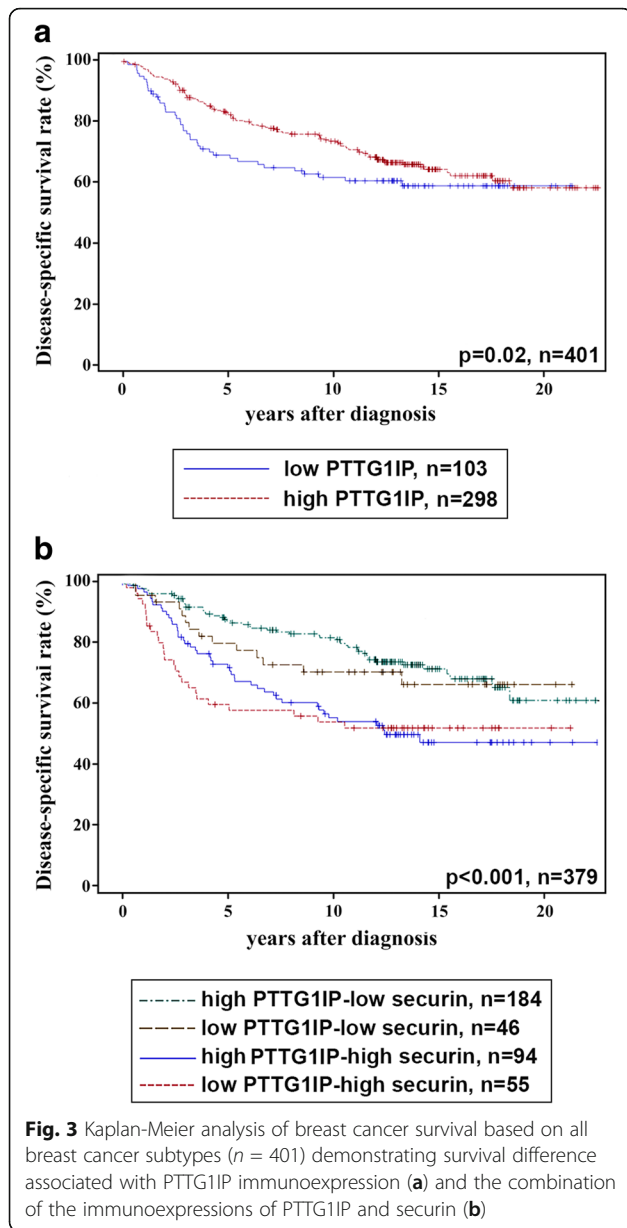 a
Disease-specific survival rate (%)
100
80
60
40
20
0
p=0.02, n=401
0 5 10 15 20
years after diagnosis
low PTTG1IP, n=103
high PTTG1IP, n=298
b
Disease-specific survival rate (%)
100
80
60
40
20
0
p<0.001, n=379
0 5 10 15 20
years after diagnosis
high PTTG1IP-low securin, n=184
low PTTG1IP-low securin, n=46
high PTTG1IP-high securin, n=94
low PTTG1IP-high securin, n=55
Fig. 3 Kaplan-Meier analysis of breast cancer survival based on all
breast cancer subtypes (n = 401) demonstrating survival difference
associated with PTTG1IP immunoexpression (a) and the combination
of the immunoexpressions of PTTG1IP and securin (b)